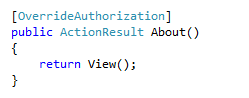 [OverrideAuthorization]
public ActionResult About()
{
    return View();
}